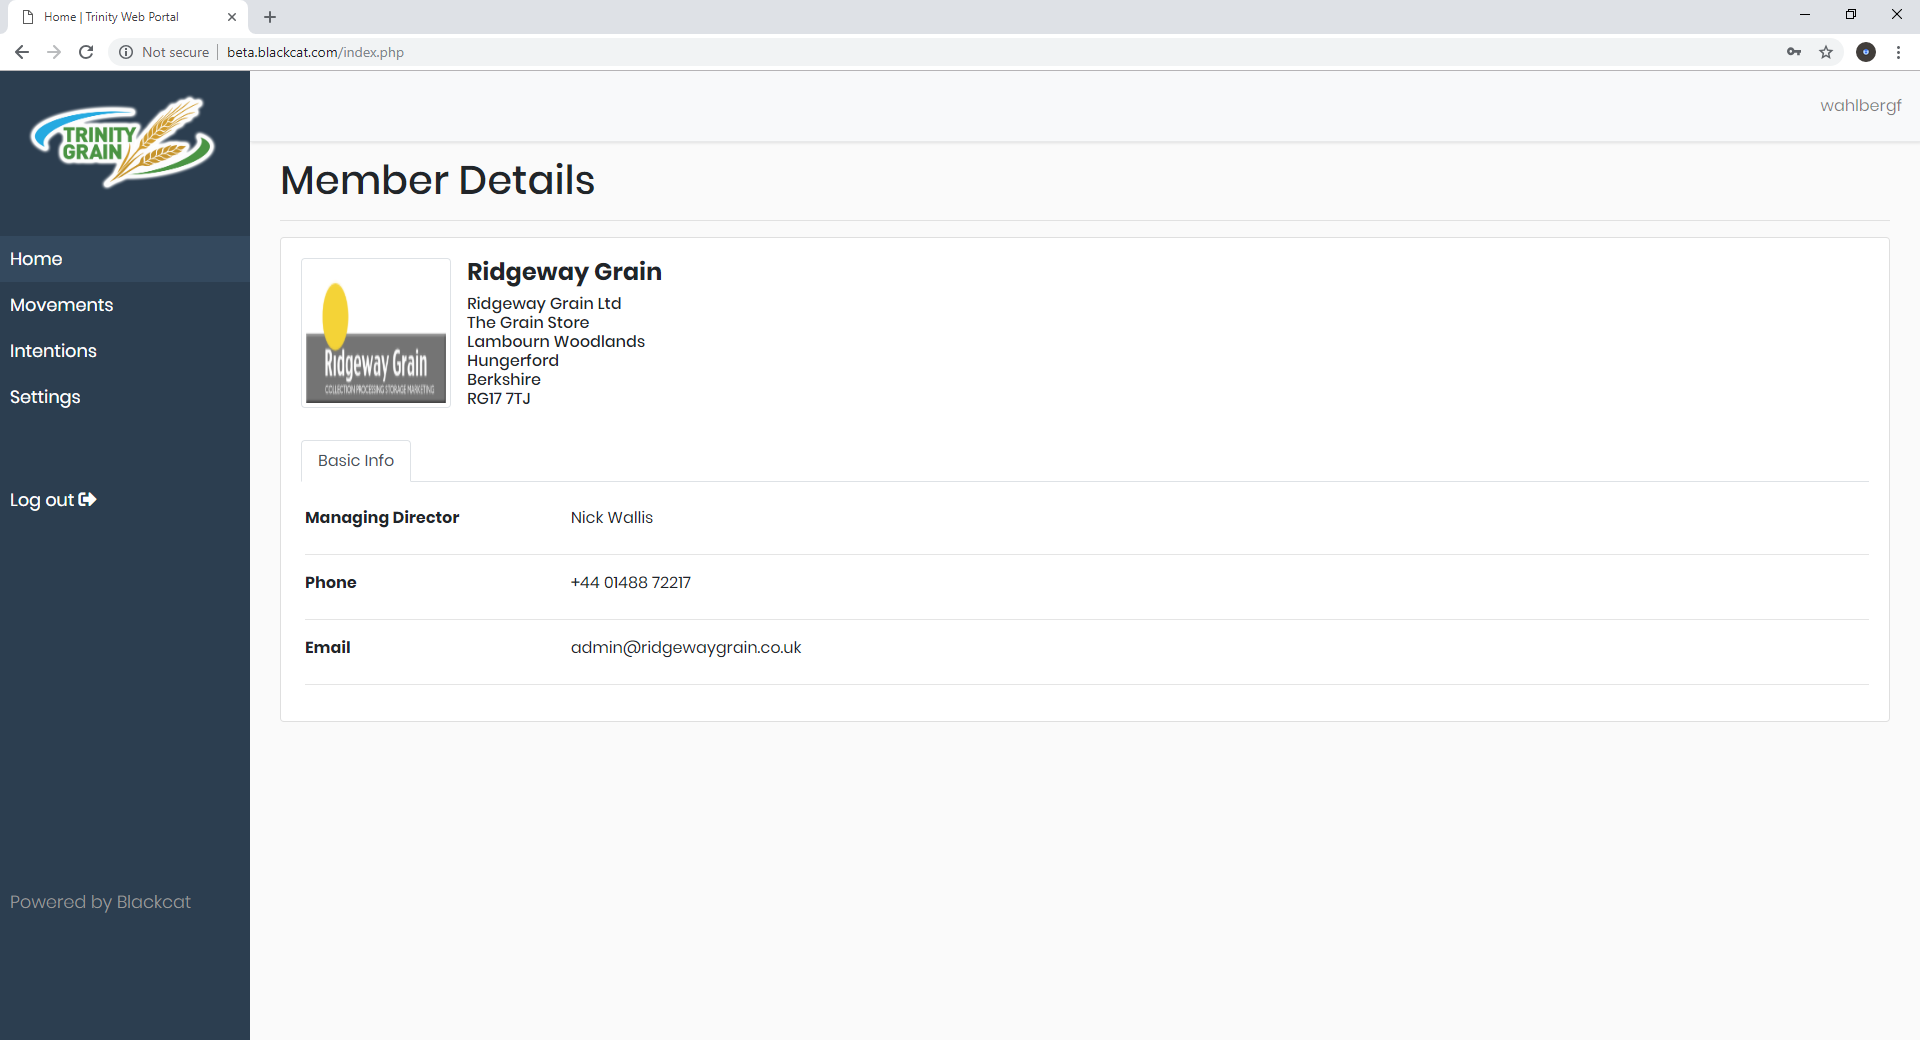 Home | Trinity Web Portal
Not secure
beta.blackcat.com/index.php
TRINITY
GRAIN
wahlbergf
Member Details
Home
Movements
Intentions
Settings
Log out
Powered by Blackcat
Ridgeway Grain
COLLECTION PROCESSING STORAGE MARKETING
Ridgeway Grain
Ridgeway Grain Ltd
The Grain Store
Lambourn Woodlands
Hungerford
Berkshire
RG17 7TJ
Basic Info
Managing Director Nick Wallis
Phone +44 01488 72217
Email admin@ridgewaygrain.co.uk